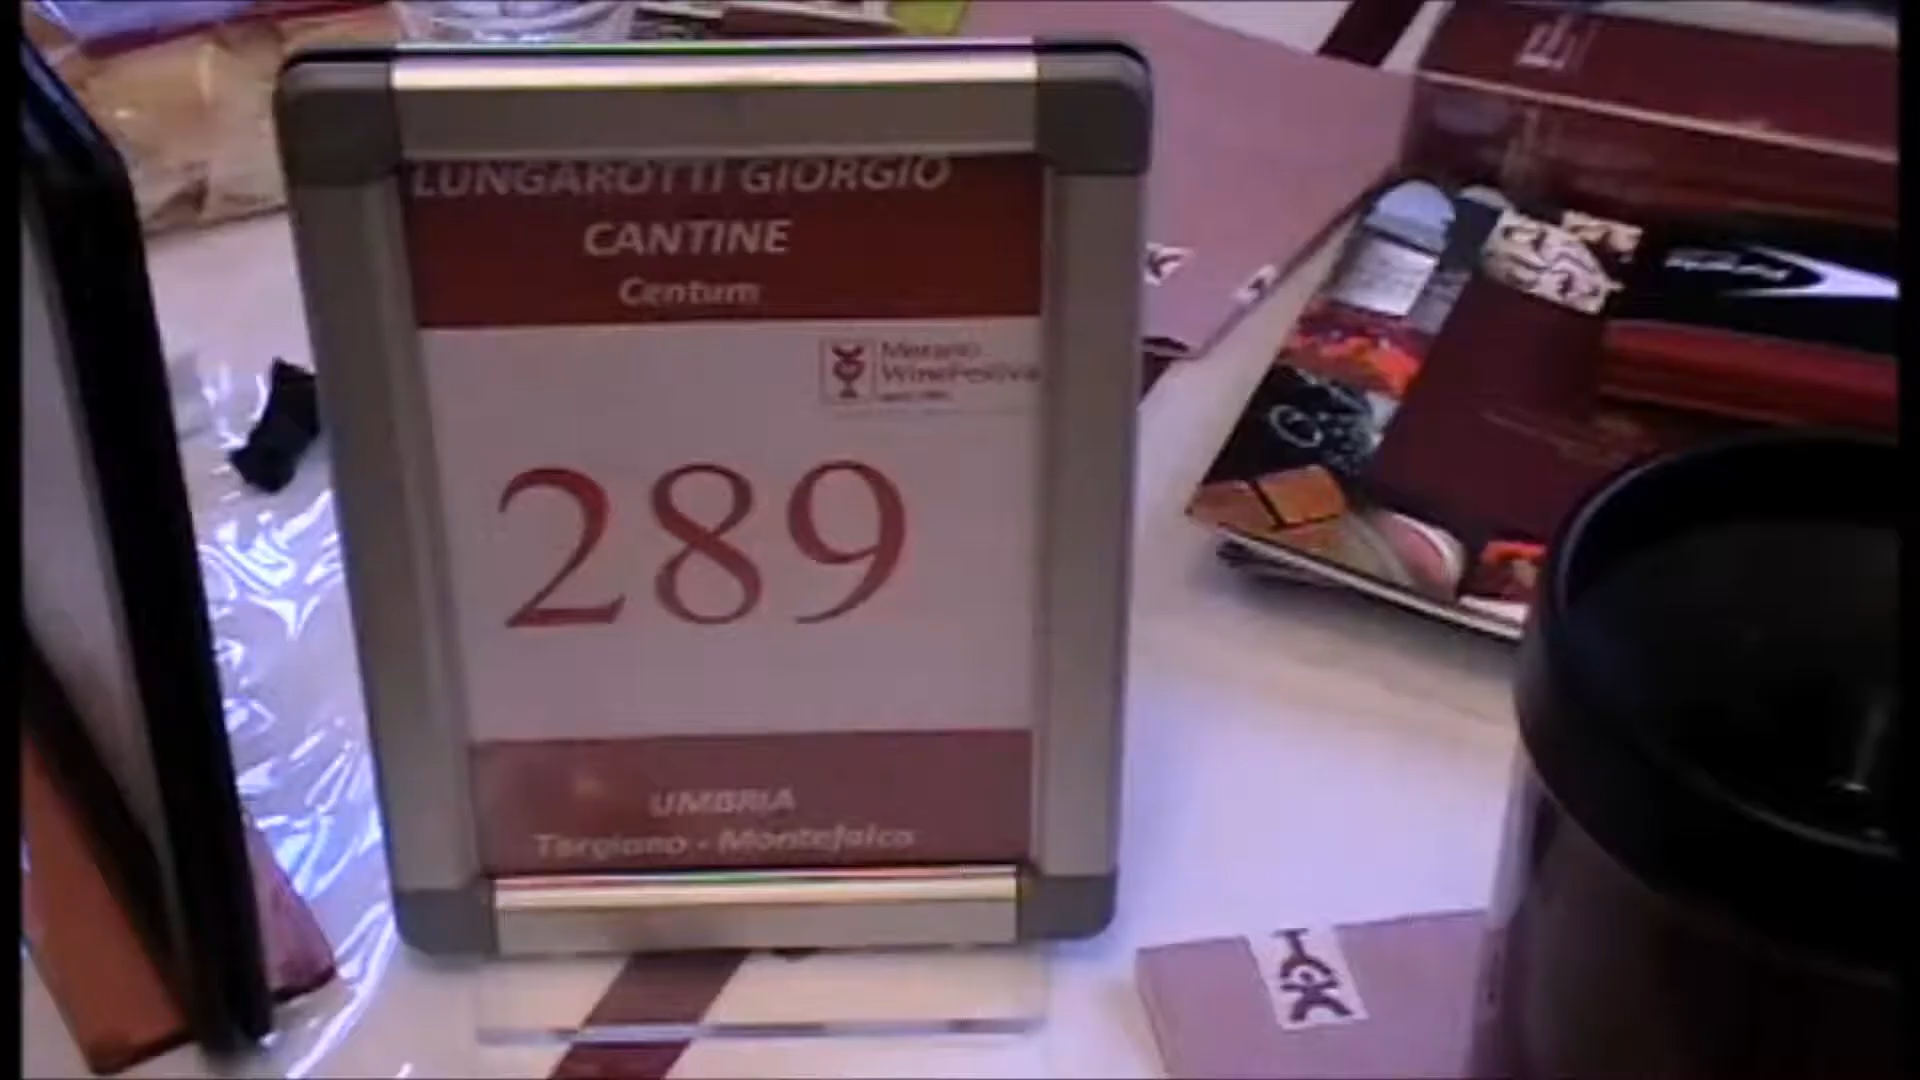 LUNGAROTTI GIORGIO
CANTINE
Centum
Merano
WineFestival
289
UMBRIA
Torgiano - Montefalco